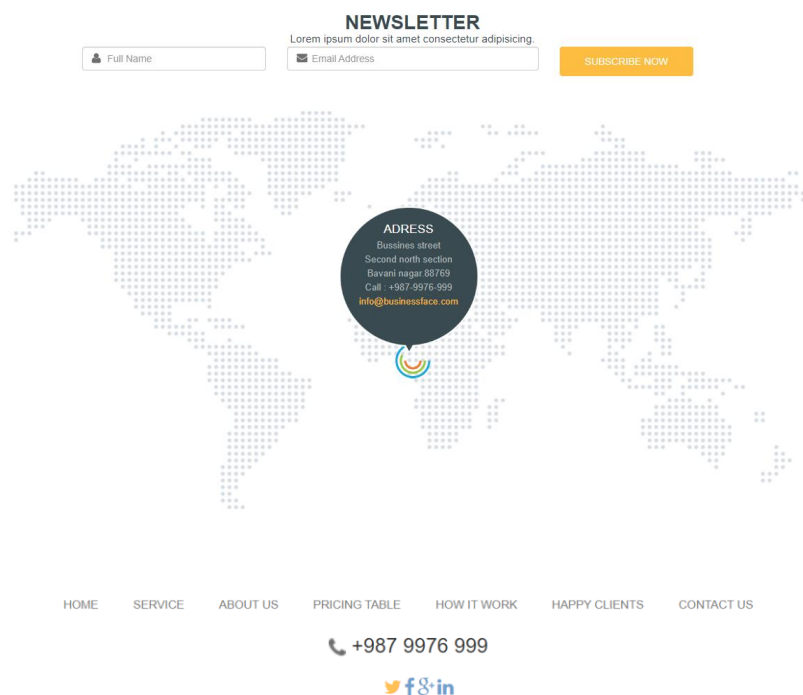 NEWSLETTER
Lorem ipsum dolor sit amet consectetur adipisicing.
Full Name
Email Address
SUBSCRIBE NOW
ADRESS
Bussines street
Second north section
Bavani nagar 88769
Call : +987-9976-999
info@businessface.com
HOME SERVICE ABOUT US PRICING TABLE HOW IT WORK HAPPY CLIENTS CONTACT US
+987 9976 999